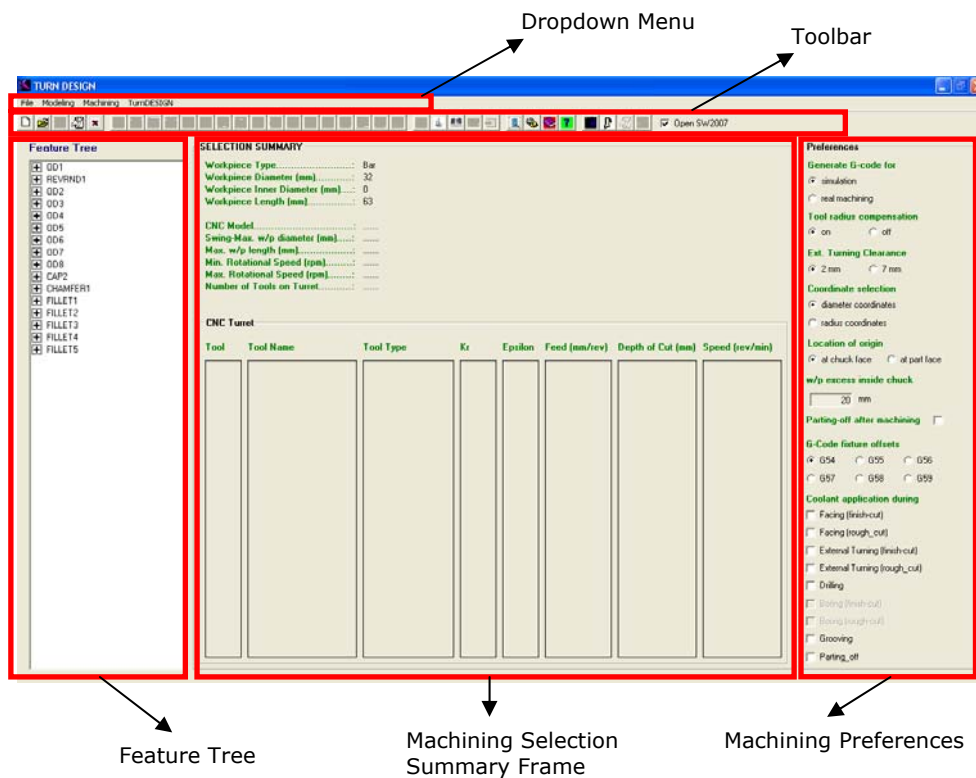 Dropdown Menu
Toolbar
TURN DESIGN
File Modeling Machining TurnDESIGN
Open SW2007
Feature Tree
OD1
REVRND1
OD2
OD3
OD4
OD5
OD6
OD7
OD8
CAP2
CHAMFER1
FILLET1
FILLET2
FILLET3
FILLET4
FILLET5
SELECTION SUMMARY
Workpiece Type..................: Bar
Workpiece Diameter (mm)..........: 32
Workpiece Inner Diameter (mm)....: 0
Workpiece Length (mm)............: 63
CNC Model........................: ......
Swing-Max. w/p diameter (mm).....: ......
Max. w/p length (mm).............: ......
Min. Rotational Speed (rpm)......: ......
Max. Rotational Speed (rpm)......: ......
Number of Tools on Turret........: ......
CNC Turret
Tool Tool Name Tool Type Kr Epsilon Feed (mm/rev) Depth of Cut (mm) Speed (rev/min)
Preferences
Generate G-code for
simulation
real machining
Tool radius compensation
on off
Ext. Turning Clearance
2 mm 7 mm
Coordinate selection
diameter coordinates
radius coordinates
Location of origin
at chuck face at part face
w/p excess inside chuck
20 mm
Parting-off after machining
G-Code fixture offsets
G54 G55 G56
G57 G58 G59
Coolant application during
Facing (finish-cut)
Facing (rough_cut)
External Turning (finish-cut)
External Turning (rough_cut)
Drilling
Boring (finish-cut)
Boring (rough-cut)
Grooving
Parting_off
Feature Tree
Machining Selection
Summary Frame
Machining Preferences